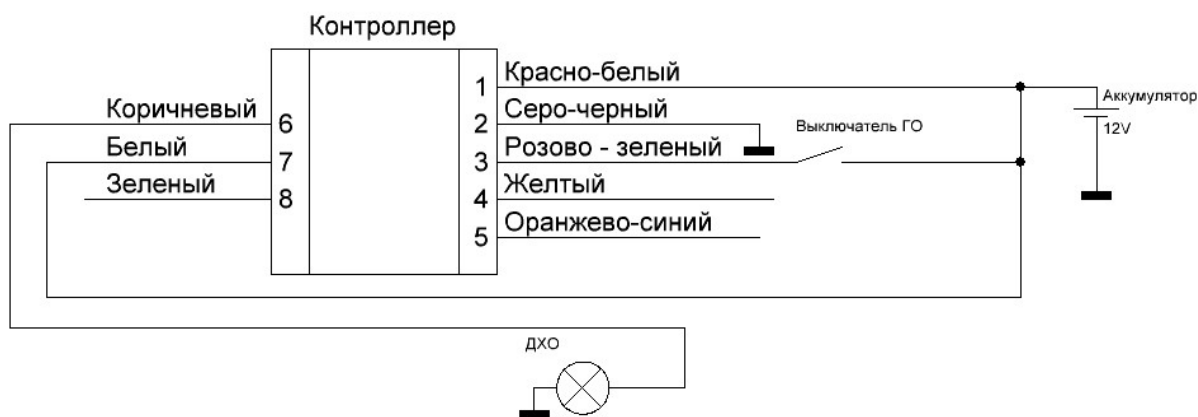 Контроллер
Коричневый
6
Белый
7
Зеленый
8
1
Красно-белый
2
Серо-черный
3
Розово - зеленый
4
Желтый
5
Оранжево-синий
Выключатель ГО
Аккумулятор
12V
ДХО